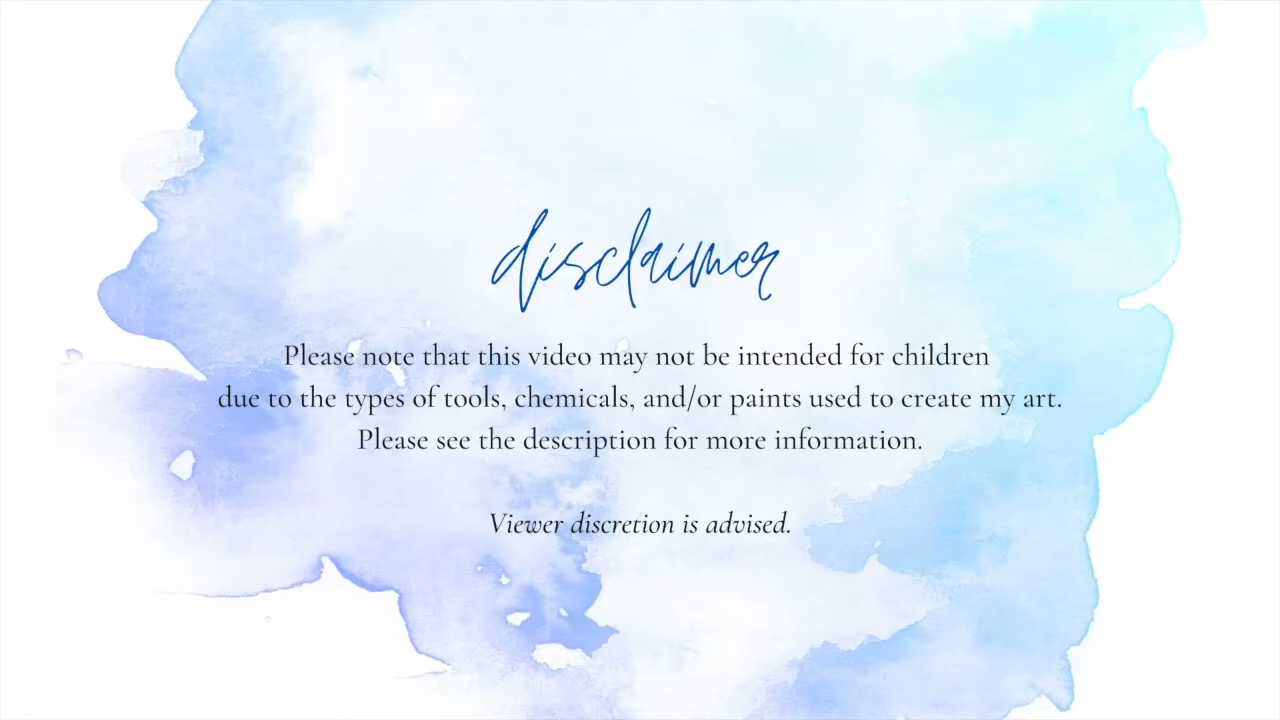 disclaimer
Please note that this video may not be intended for children
due to the types of tools, chemicals, and/or paints used to create my art.
Please see the description for more information.
Viewer discretion is advised.